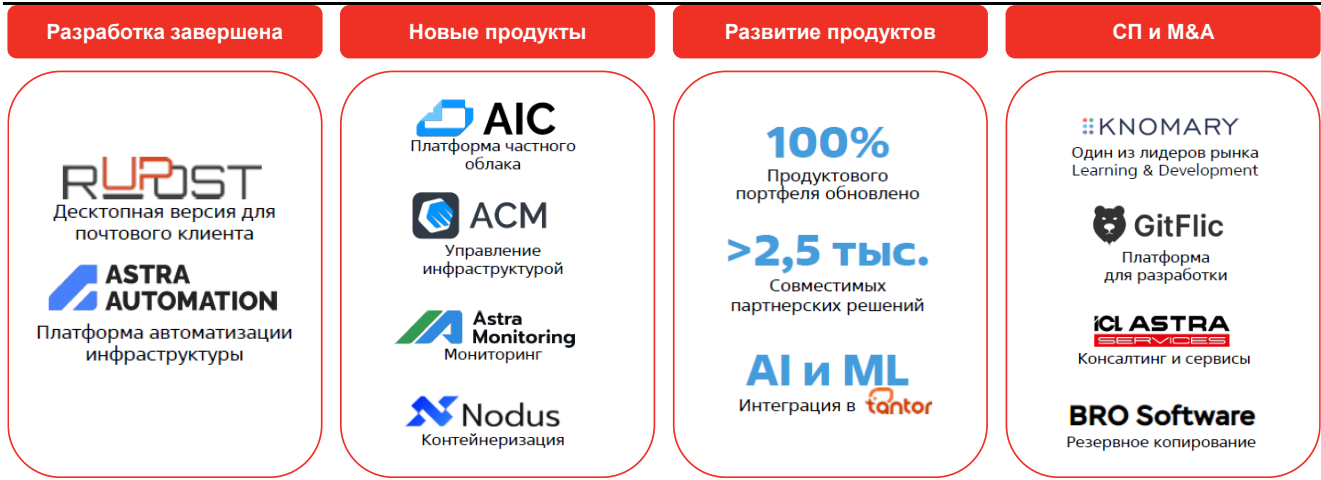 Разработка завершена
RUPOST
Десктопная версия для
почтового клиента
ASTRA
AUTOMATION
Платформа автоматизации
инфраструктуры
Новые продукты
AIC
Платформа частного
облака
ACM
Управление
инфраструктурой
Astra
Monitoring
Мониторинг
Nodus
Контейнеризация
Развитие продуктов
100%
Продуктового
портфеля обновлено
>2,5 тыс.
Совместимых
партнерских решений
AI и ML
Интеграция в tantor
СП и M&A
KNOMARY
Один из лидеров рынка
Learning & Development
GitFlic
Платформа
для разработки
ICL ASTRA
SERVICES
Консалтинг и сервисы
BRO Software
Резервное копирование